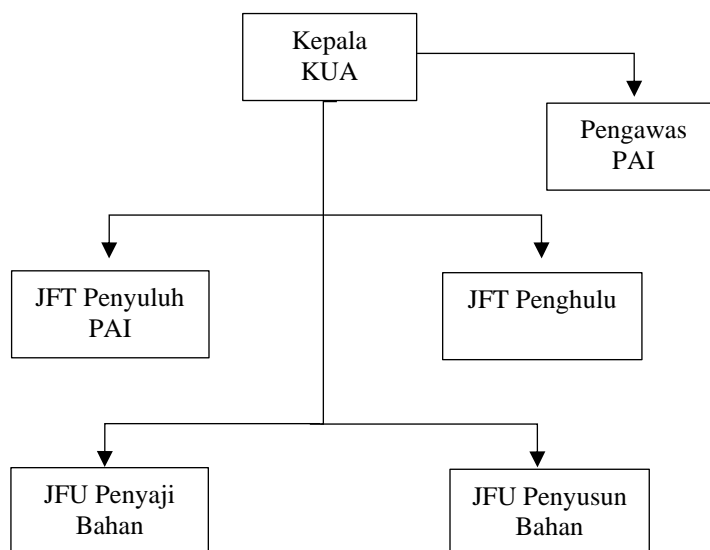 Kepala
KUA
Pengawas
PAI
JFT Penyuluh
PAI
JFT Penghulu
JFU Penyaji
Bahan
JFU Penyusun
Bahan